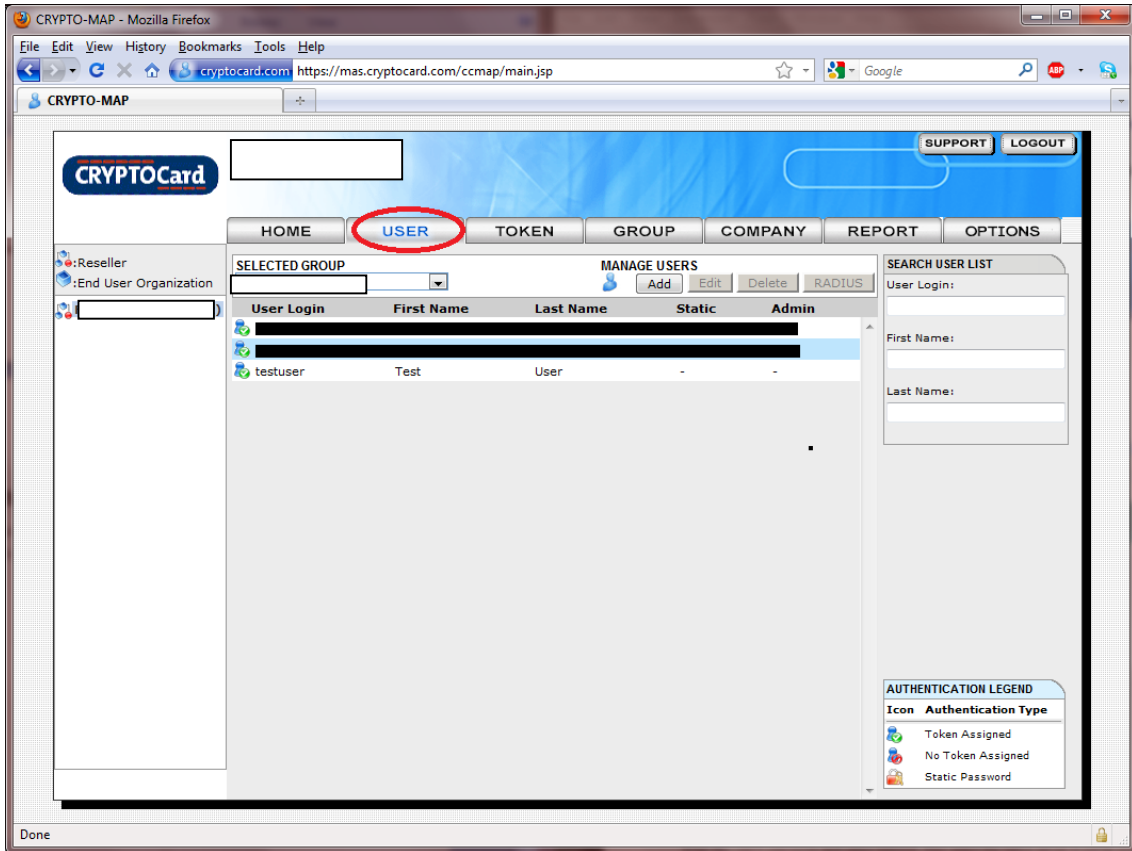 CRYPTO-MAP - Mozilla Firefox
File Edit View History Bookmarks Tools Help
cryptocard.com https://mas.cryptocard.com/ccmap/main.jsp Google ABP
CRYPTO-MAP
SUPPORT LOGOUT
CRYPTOCard
HOME USER TOKEN GROUP COMPANY REPORT OPTIONS
:Reseller
:End User Organization
)
SELECTED GROUP MANAGE USERS
Add Edit Delete RADIUS
User Login First Name Last Name Static Admin
testuser Test User - -
SEARCH USER LIST
User Login:
First Name:
Last Name:
AUTHENTICATION LEGEND
Icon Authentication Type
Token Assigned
No Token Assigned
Static Password
Done